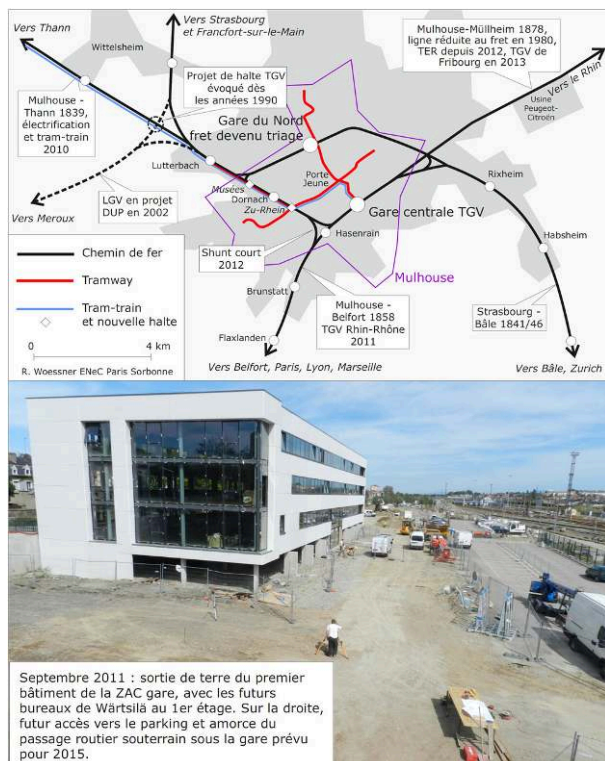 Vers Thann
Vers Strasbourg
et Francfort-sur-le-Main
Wittelsheim
Mulhouse-Müllheim 1878,
ligne réduite au fret en 1980,
TER depuis 2012, TGV de
Fribourg en 2013
Vers le Rhin
Projet de halte TGV
évoqué dès
les années 1990
Usine
Peugeot-
Citroën
Mulhouse -
Thann 1839,
électrification
et tram-train
2010
Gare du Nord
fret devenu triage
Lutterbach
Porte
Jeune
Musées
Dornach
Zu-Rhein
Rixheim
LGV en projet
DUP en 2002
Vers Meroux
Gare centrale TGV
Hasenrain
Habsheim
Chemin de fer
Shunt court
2012
Mulhouse
Tramway
Brunstatt
Mulhouse -
Belfort 1858
TGV Rhin-Rhône
2011
Strasbourg -
Bâle 1841/46
Tram-train
et nouvelle halte
0
4 km
Flaxlanden
R. Woessner ENeC Paris Sorbonne
Vers Belfort, Paris, Lyon, Marseille
Vers Bâle, Zurich
Septembre 2011 : sortie de terre du premier
bâtiment de la ZAC gare, avec les futurs
bureaux de Wärtsilä au 1er étage. Sur la droite,
futur accès vers le parking et amorce du
passage routier souterrain sous la gare prévu
pour 2015.